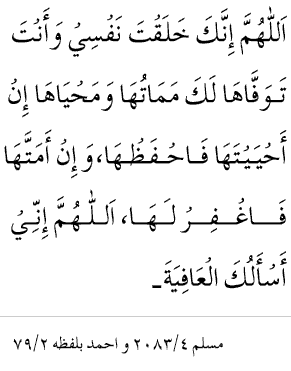 اَللّٰهُمَّ إِنَّكَ خَلَقْتَ نَفْسِيْ وَأَنْتَ
تَوَفَّاهَا لَكَ مَمَاتُهَا وَمَحْيَاهَا إِنْ
أَحْيَيْتَهَا فَاحْفَظْهَا، وَإِنْ أَمَتَّهَا
فَاغْفِرْ لَهَا، اَللّٰهُمَّ إِنِّيْ
أَسْأَلُكَ الْعَافِيَةَ۔
مسلم ٢٠٨٣/٤ و احمد بلفظه ٧٩/٢